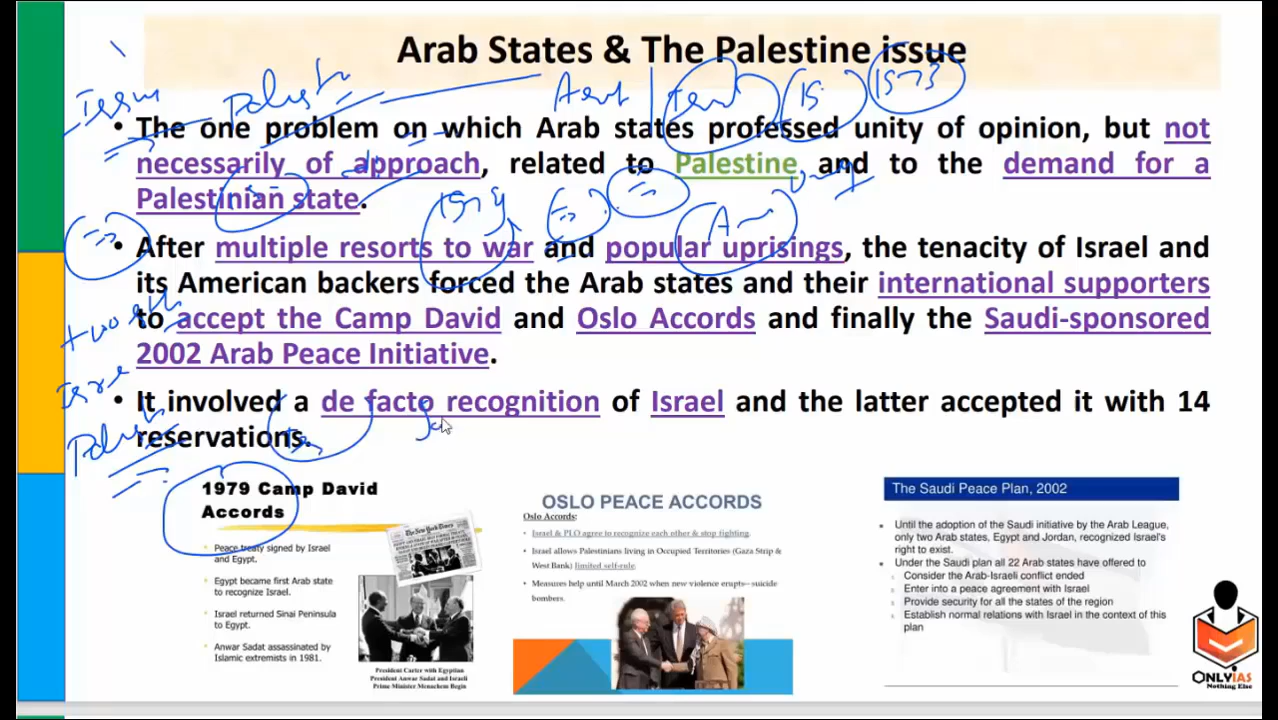 Arab States & The Palestine issue
• The one problem on which Arab states professed unity of opinion, but not
necessarily of approach, related to Palestine and to the demand for a
Palestinian state.
• After multiple resorts to war and popular uprisings, the tenacity of Israel and
its American backers forced the Arab states and their international supporters
to accept the Camp David and Oslo Accords and finally the Saudi-sponsored
2002 Arab Peace Initiative.
• It involved a de facto recognition of Israel and the latter accepted it with 14
reservations.
1979 Camp David
Accords
Peace treaty signed by Israel
and Egypt.
Egypt became first Arab state
to recognize Israel.
Israel returned Sinai Peninsula
to Egypt.
Anwar Sadat assassinated by
Islamic extremists in 1981.
The New York Times
President Carter with Egyptian
President Anwar Sadat and Israeli
Prime Minister Menachem Begin
OSLO PEACE ACCORDS
Oslo Accords:
• Israel & PLO agree to recognize each other & stop fighting.
• Israel allows Palestinians living in Occupied Territories (Gaza Strip &
West Bank) limited self-rule.
• Measures help until March 2002 when new violence erupts--suicide
bombers.
The Saudi Peace Plan, 2002
Until the adoption of the Saudi initiative by the Arab League,
only two Arab states, Egypt and Jordan, recognized Israel's
right to exist.
Under the Saudi plan all 22 Arab states have offered to
Consider the Arab-Israeli conflict ended
Enter into a peace agreement with Israel
Provide security for all the states of the region
Establish normal relations with Israel in the context of this
plan
ONLYIAS
Nothing Else
1973